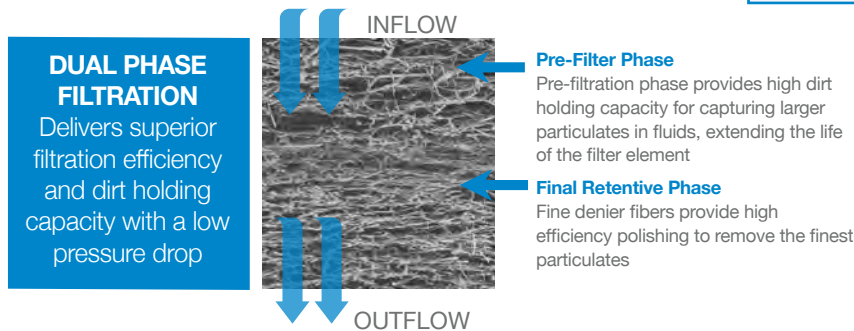 INFLOW
DUAL PHASE
FILTRATION
Delivers superior
filtration efficiency
and dirt holding
capacity with a low
pressure drop
Pre-Filter Phase
Pre-filtration phase provides high dirt
holding capacity for capturing larger
particulates in fluids, extending the life
of the filter element
Final Retentive Phase
Fine denier fibers provide high
efficiency polishing to remove the finest
particulates
OUTFLOW